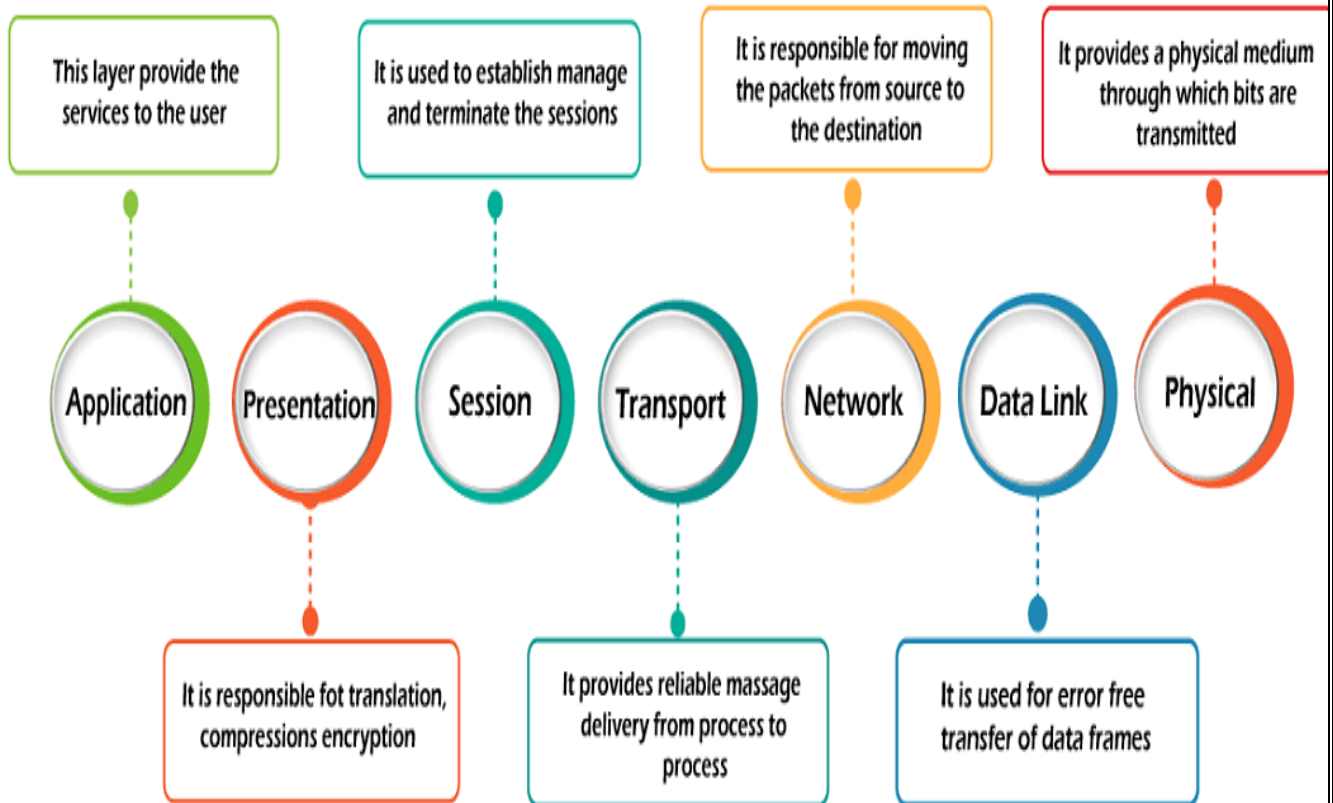 This layer provide the
services to the user
It is used to establish manage
and terminate the sessions
It is responsible for moving
the packets from source to
the destination
It provides a physical medium
through which bits are
transmitted
Application
Presentation
Session
Transport
Network
Data Link
Physical
It is responsible fot translation,
compressions encryption
It provides reliable massage
delivery from process to
process
It is used for error free
transfer of data frames